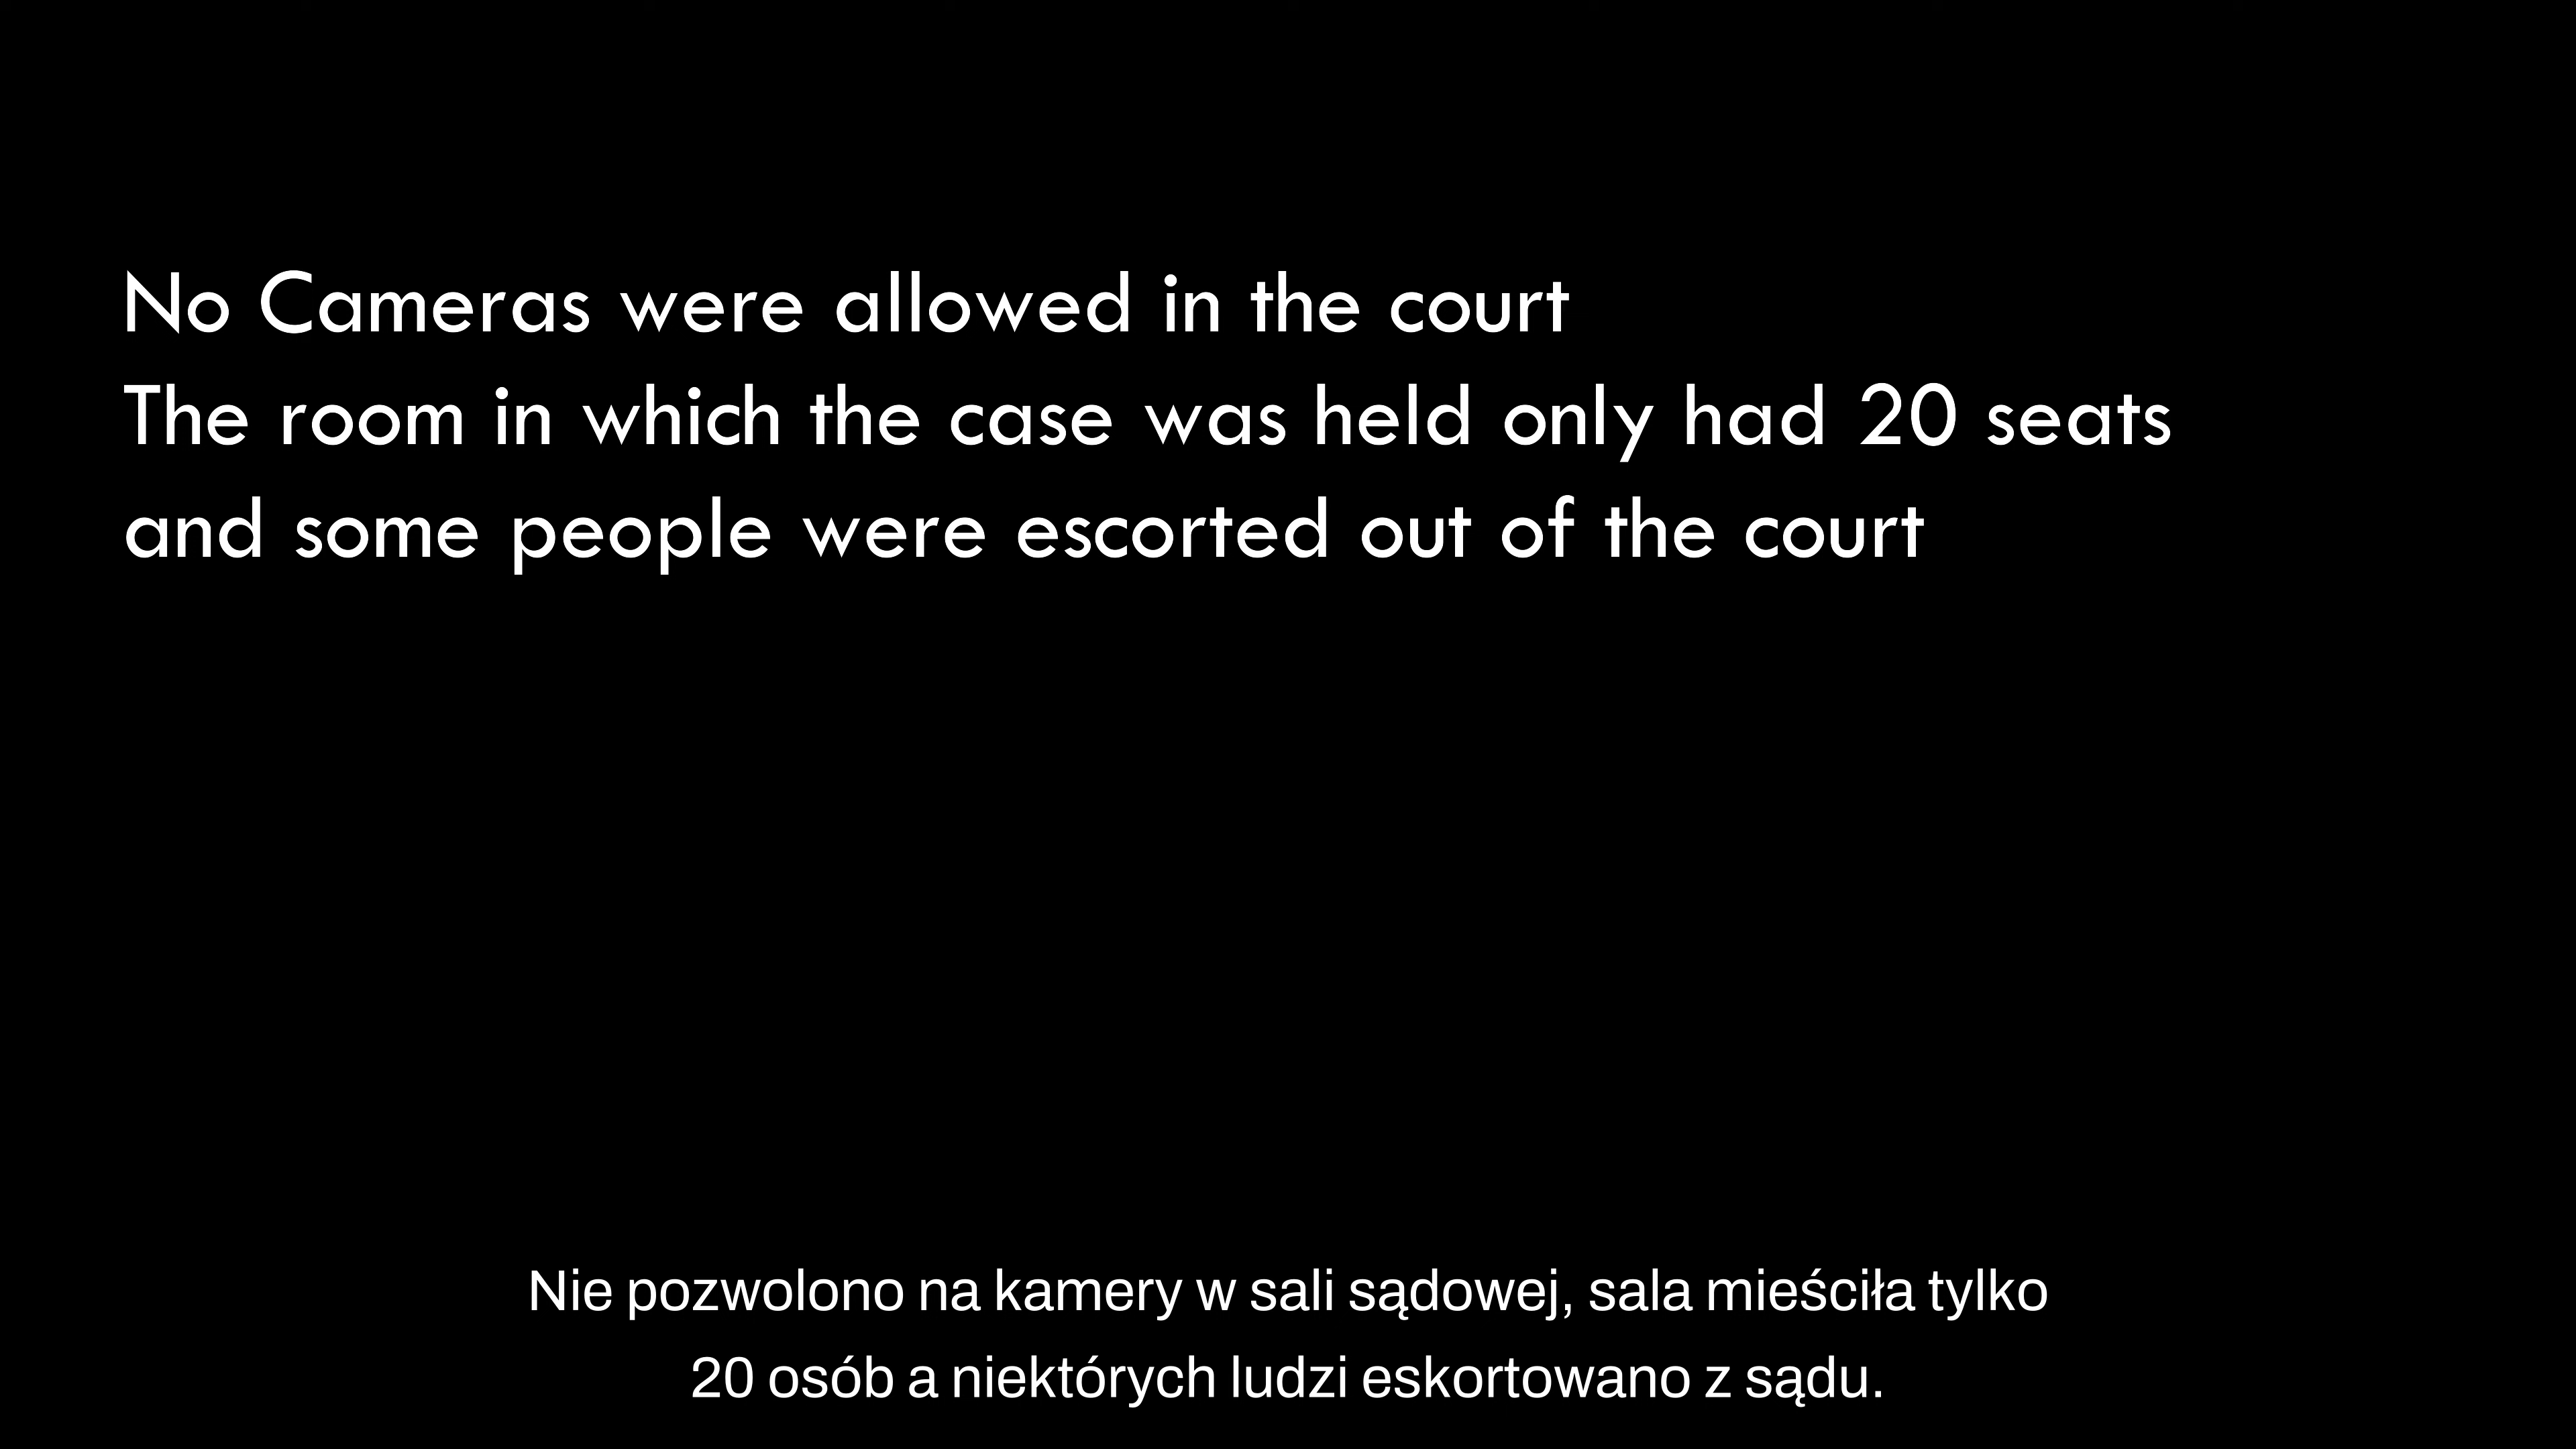 No Cameras were allowed in the court
The room in which the case was held only had 20 seats
and some people were escorted out of the court
Nie pozwolono na kamery w sali sądowej, sala mieściła tylko
20 osób a niektórych ludzi eskortowano z sądu.